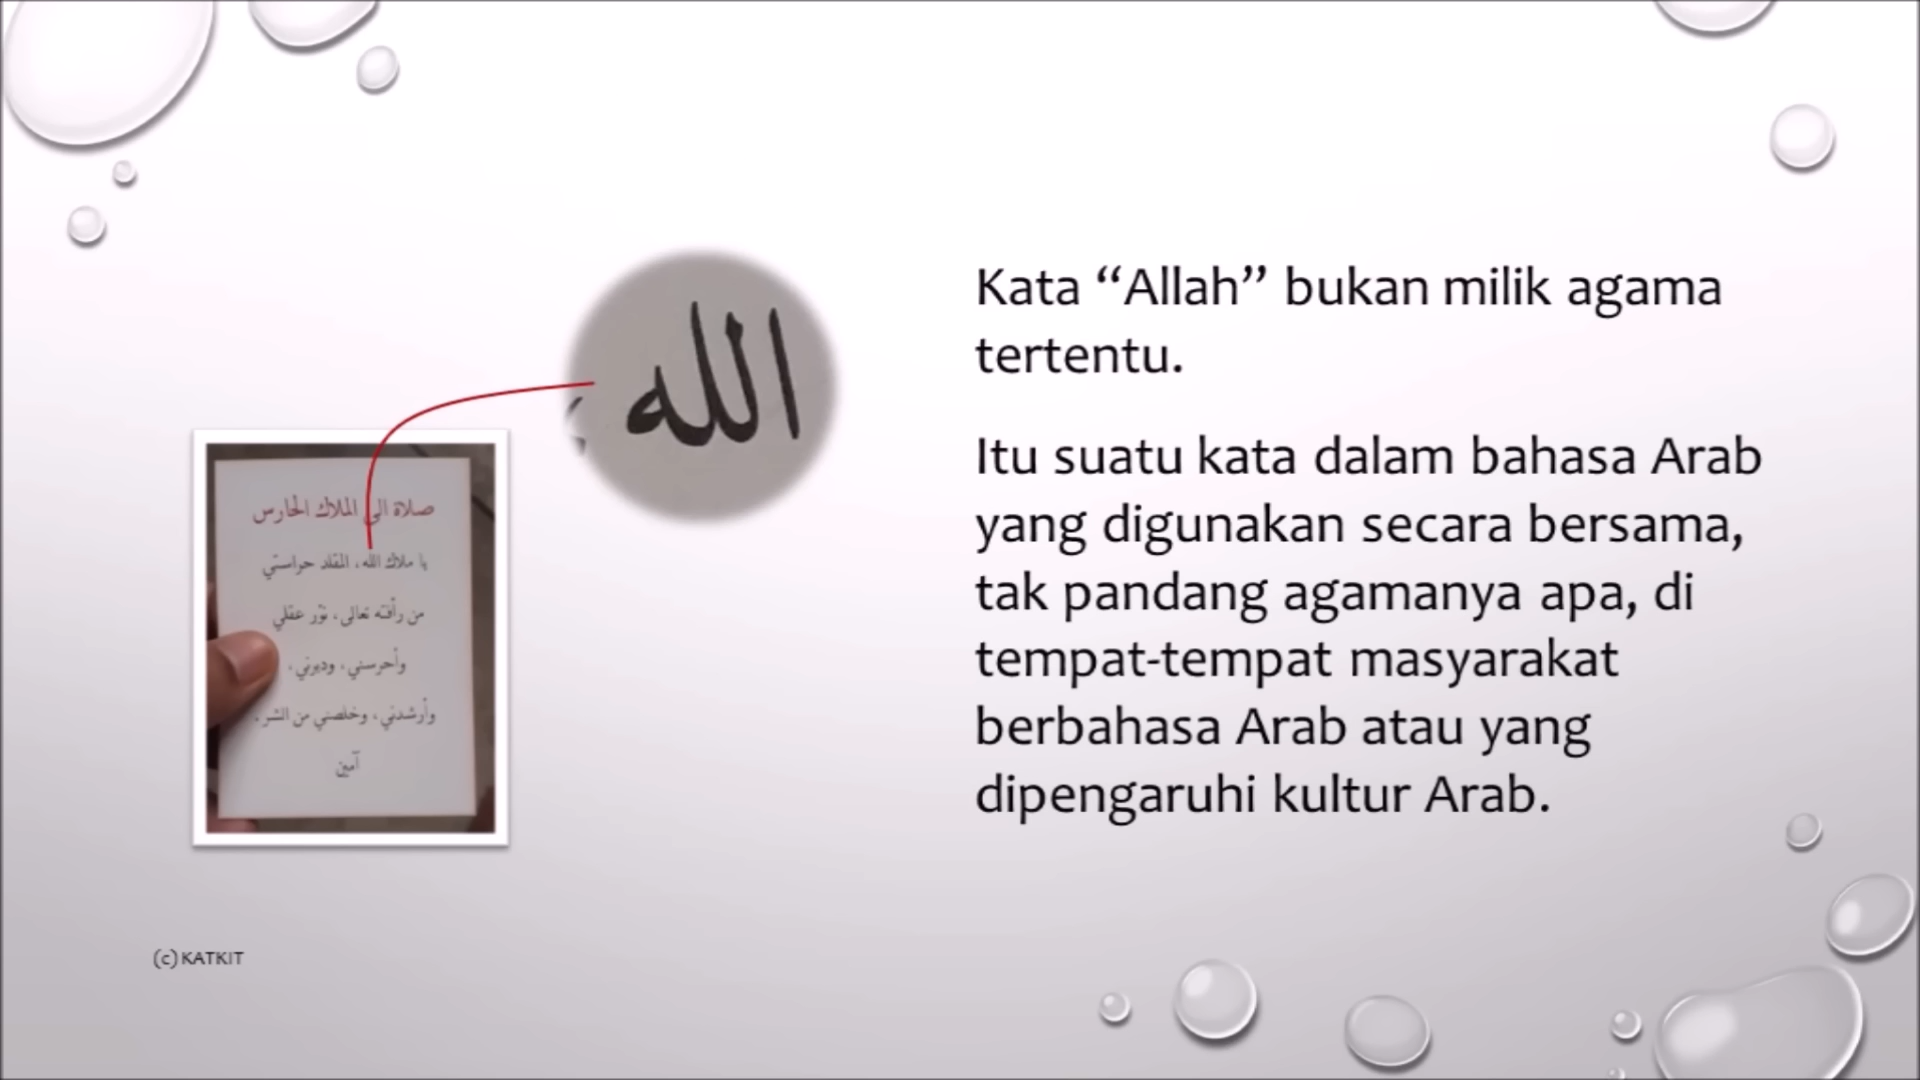 الله
صلاة الى الملاك الحارس
يا ملاك الله، المقلد حراستي
من رأفته تعالى، نوّر عقلي
وأحرسني، ودبرني،
وأرشدني، وخلصني من الشر.
آمين
Kata “Allah” bukan milik agama
tertentu.
Itu suatu kata dalam bahasa Arab
yang digunakan secara bersama,
tak pandang agamanya apa, di
tempat-tempat masyarakat
berbahasa Arab atau yang
dipengaruhi kultur Arab.
(c) KATKIT